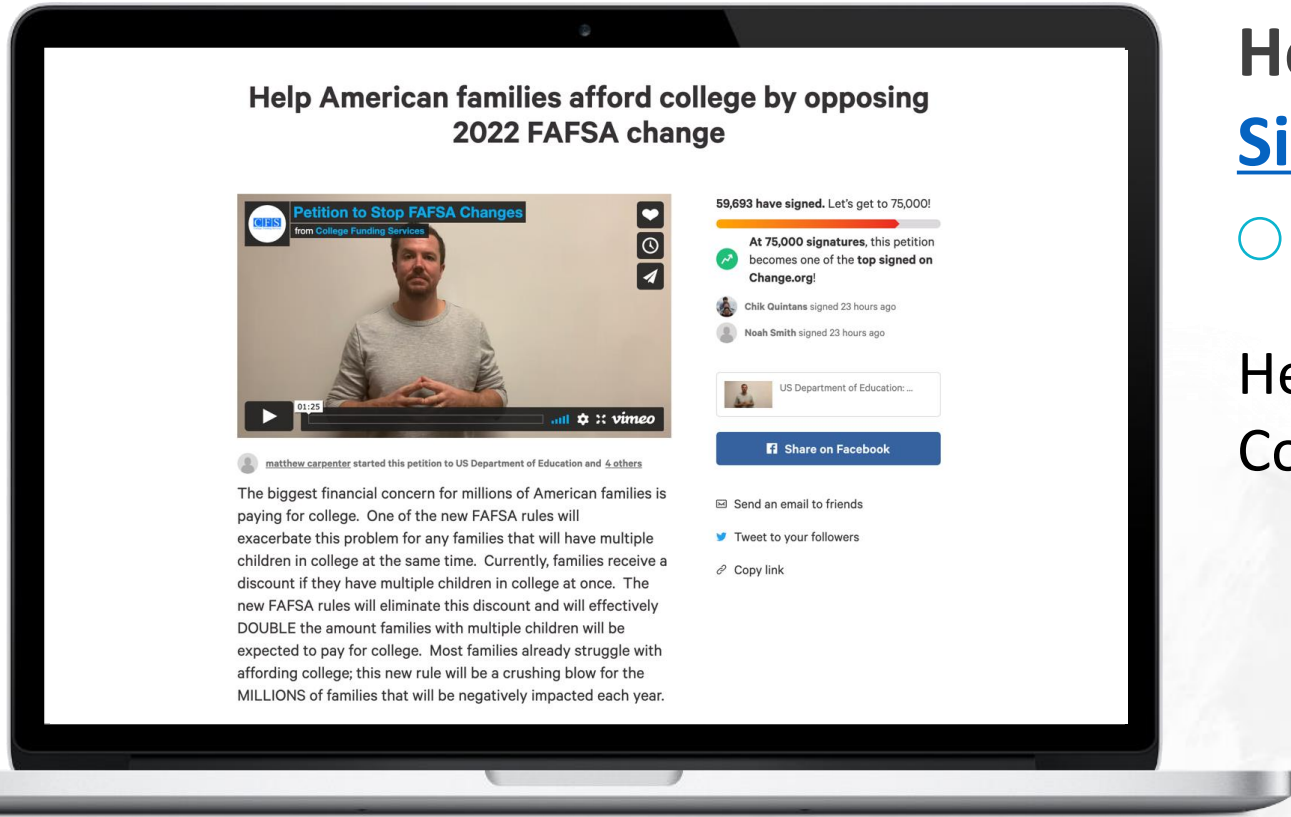 Help American families afford college by opposing
2022 FAFSA change
CFS
Petition to Stop FAFSA Changes
from College Funding Services
01:25
vimeo
matthew carpenter started this petition to US Department of Education and 4 others
The biggest financial concern for millions of American families is
paying for college. One of the new FAFSA rules will
exacerbate this problem for any families that will have multiple
children in college at the same time. Currently, families receive a
discount if they have multiple children in college at once. The
new FAFSA rules will eliminate this discount and will effectively
DOUBLE the amount families with multiple children will be
expected to pay for college. Most families already struggle with
affording college; this new rule will be a crushing blow for the
MILLIONS of families that will be negatively impacted each year.
59,693 have signed. Let's get to 75,000!
At 75,000 signatures, this petition
becomes one of the top signed on
Change.org!
Chik Quintans signed 23 hours ago
Noah Smith signed 23 hours ago
US Department of Education: ...
Share on Facebook
Send an email to friends
Tweet to your followers
Copy link